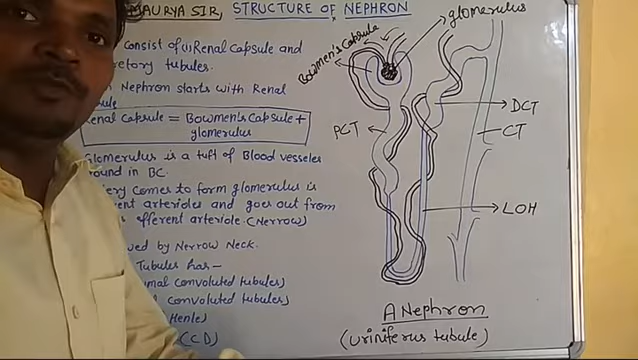 MAURYA SIR, STRUCTURE OF NEPHRON
consist of (1) Renal Capsule and
tubules.
Nephron starts with Renal
Renal Capsule = Bowmen's Capsule +
glomerulus
Glomerulus is a tuft of Blood vesseles
in BC.
comes to form glomerulus is
arterioles and goes out from
efferent arteriole. (Nerrow)
by Nerrow Neck.
Tubules has—
convoluted tubules)
convoluted tubules)
Henle)
(CD)
glomerulus
Bowmen's Capsule
PCT
DCT
CT
LOH
A Nephron
(Uriniferus tubule)